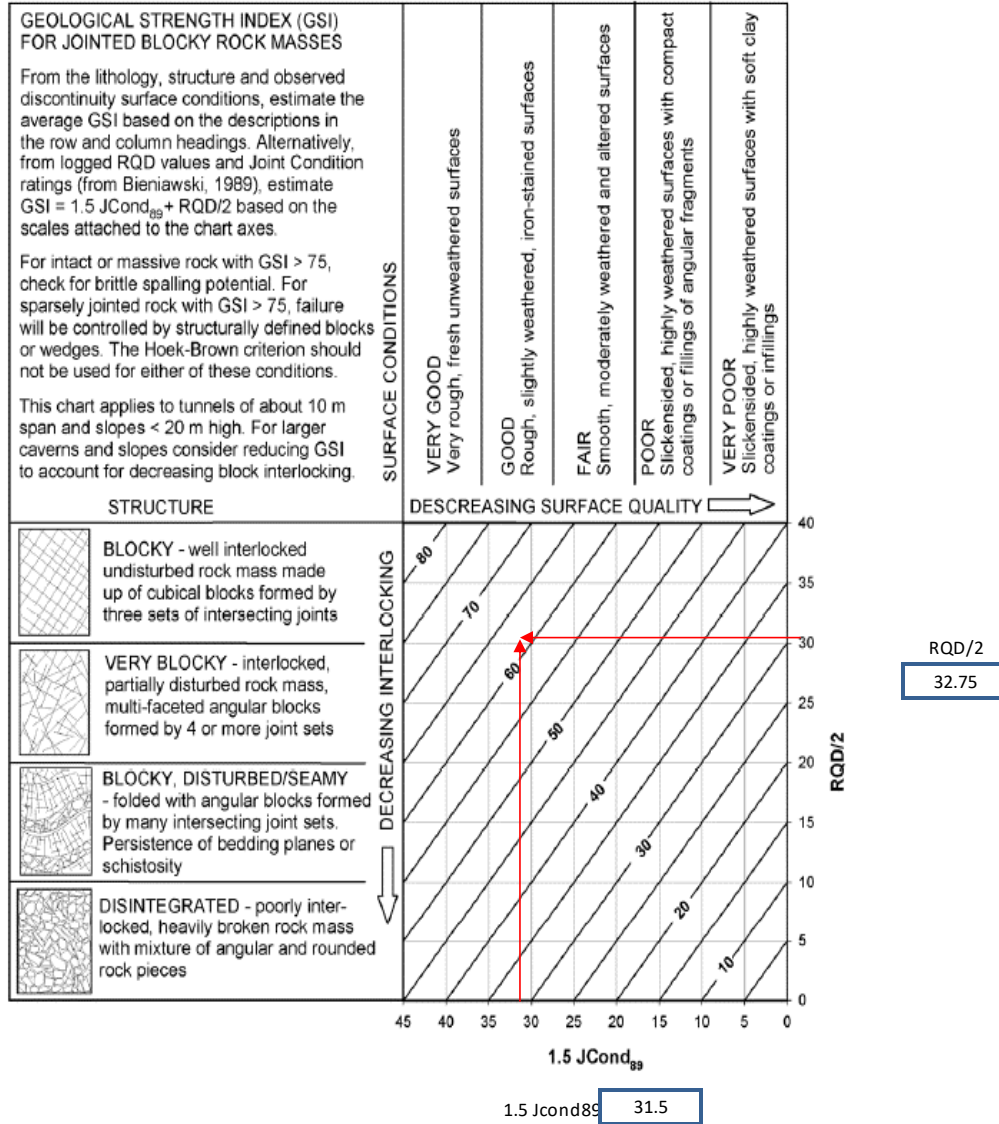 GEOLOGICAL STRENGTH INDEX (GSI)
FOR JOINTED BLOCKY ROCK MASSES
From the lithology, structure and observed
discontinuity surface conditions, estimate the
average GSI based on the descriptions in
the row and column headings. Alternatively,
from logged RQD values and Joint Condition
ratings (from Bieniawski, 1989), estimate
GSI = 1.5 JCond89 + RQD/2 based on the
scales attached to the chart axes.
For intact or massive rock with GSI > 75,
check for brittle spalling potential. For
sparsely jointed rock with GSI > 75, failure
will be controlled by structurally defined blocks
or wedges. The Hoek-Brown criterion should
not be used for either of these conditions.
This chart applies to tunnels of about 10 m
span and slopes < 20 m high. For larger
caverns and slopes consider reducing GSI
to account for decreasing block interlocking.
SURFACE CONDITIONS
VERY GOOD
Very rough, fresh unweathered surfaces
GOOD
Rough, slightly weathered, iron-stained surfaces
FAIR
Smooth, moderately weathered and altered surfaces
POOR
Slickensided, highly weathered surfaces with compact
coatings or fillings of angular fragments
VERY POOR
Slickensided, highly weathered surfaces with soft clay
coatings or infillings
STRUCTURE
DESCREASING SURFACE QUALITY
BLOCKY - well interlocked
undisturbed rock mass made
up of cubical blocks formed by
three sets of intersecting joints
VERY BLOCKY - interlocked,
partially disturbed rock mass,
multi-faceted angular blocks
formed by 4 or more joint sets
BLOCKY, DISTURBED/SEAMY
- folded with angular blocks formed
by many intersecting joint sets.
Persistence of bedding planes or
schistosity
DISINTEGRATED - poorly inter-
locked, heavily broken rock mass
with mixture of angular and rounded
rock pieces
DECREASING INTERLOCKING
80
70
60
50
40
30
20
10
40
35
30
25
20
15
10
5
0
RQD/2
RQD/2
32.75
45 40 35 30 25 20 15 10 5 0
1.5 JCond89
1.5 Jcond89 31.5